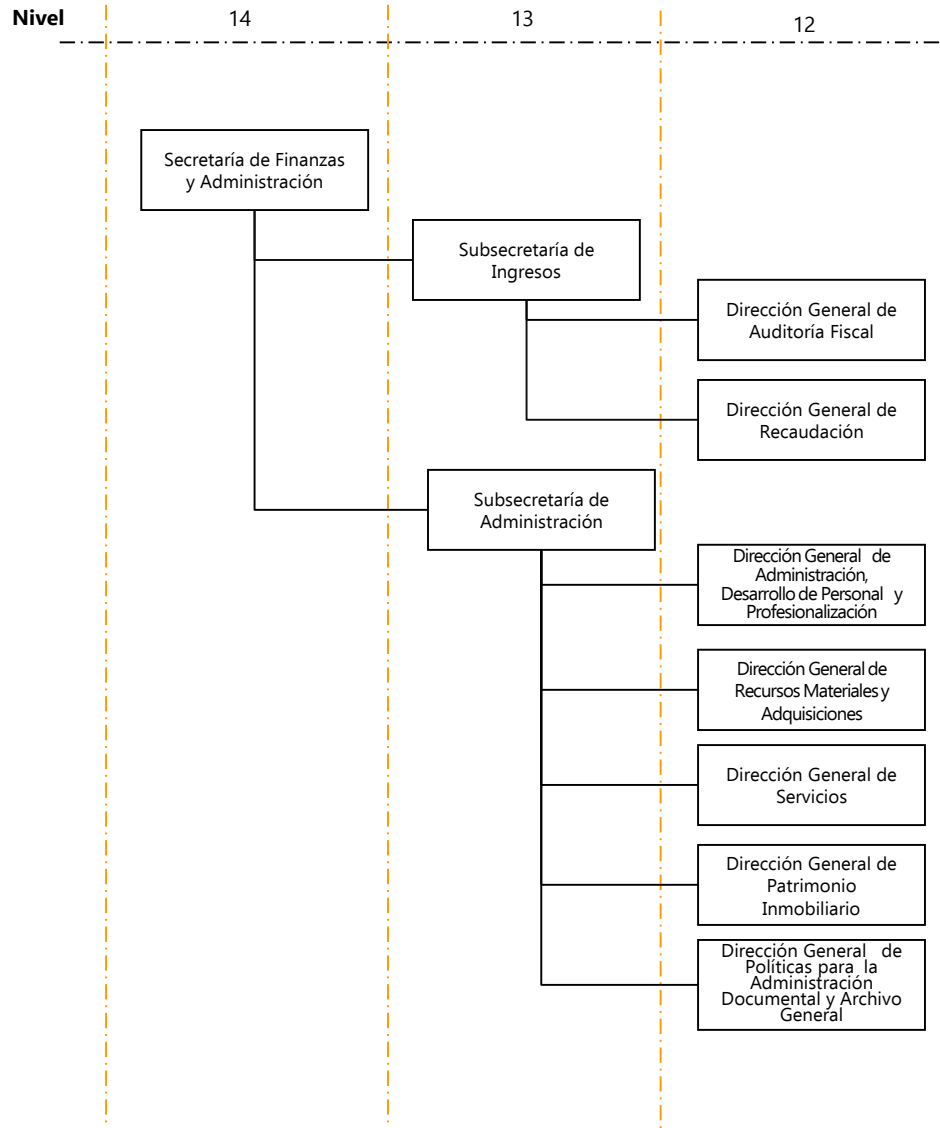 Nivel 14 13 12
Secretaría de Finanzas
y Administración
Subsecretaría de
Ingresos
Dirección General de
Auditoría Fiscal
Dirección General de
Recaudación
Subsecretaría de
Administración
Dirección General de
Administración,
Desarrollo de Personal y
Profesionalización
Dirección General de
Recursos Materiales y
Adquisiciones
Dirección General de
Servicios
Dirección General de
Patrimonio
Inmobiliario
Dirección General de
Políticas para la
Administración
Documental y Archivo
General